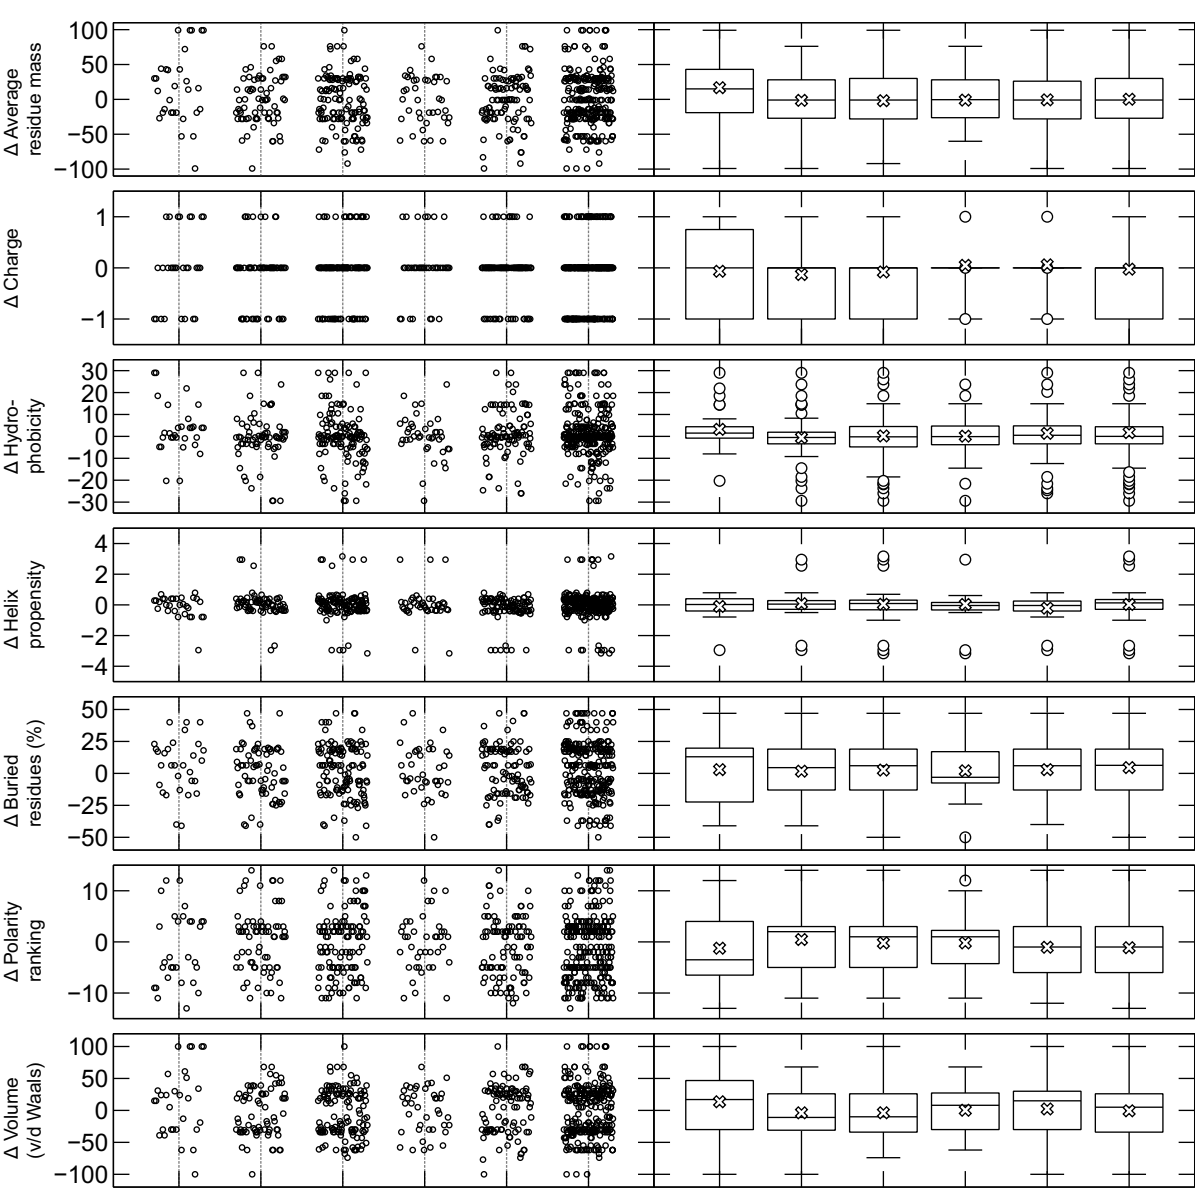 Δ Average
residue mass
100
50
0
−50
−100
Δ Charge
1
0
−1
Δ Hydro-
phobicity
30
20
10
0
−10
−20
−30
Δ Helix
propensity
4
2
0
−2
−4
Δ Buried
residues (%)
50
25
0
−25
−50
Δ Polarity
ranking
10
0
−10
Δ Volume
(v/d Waals)
100
50
0
−50
−100